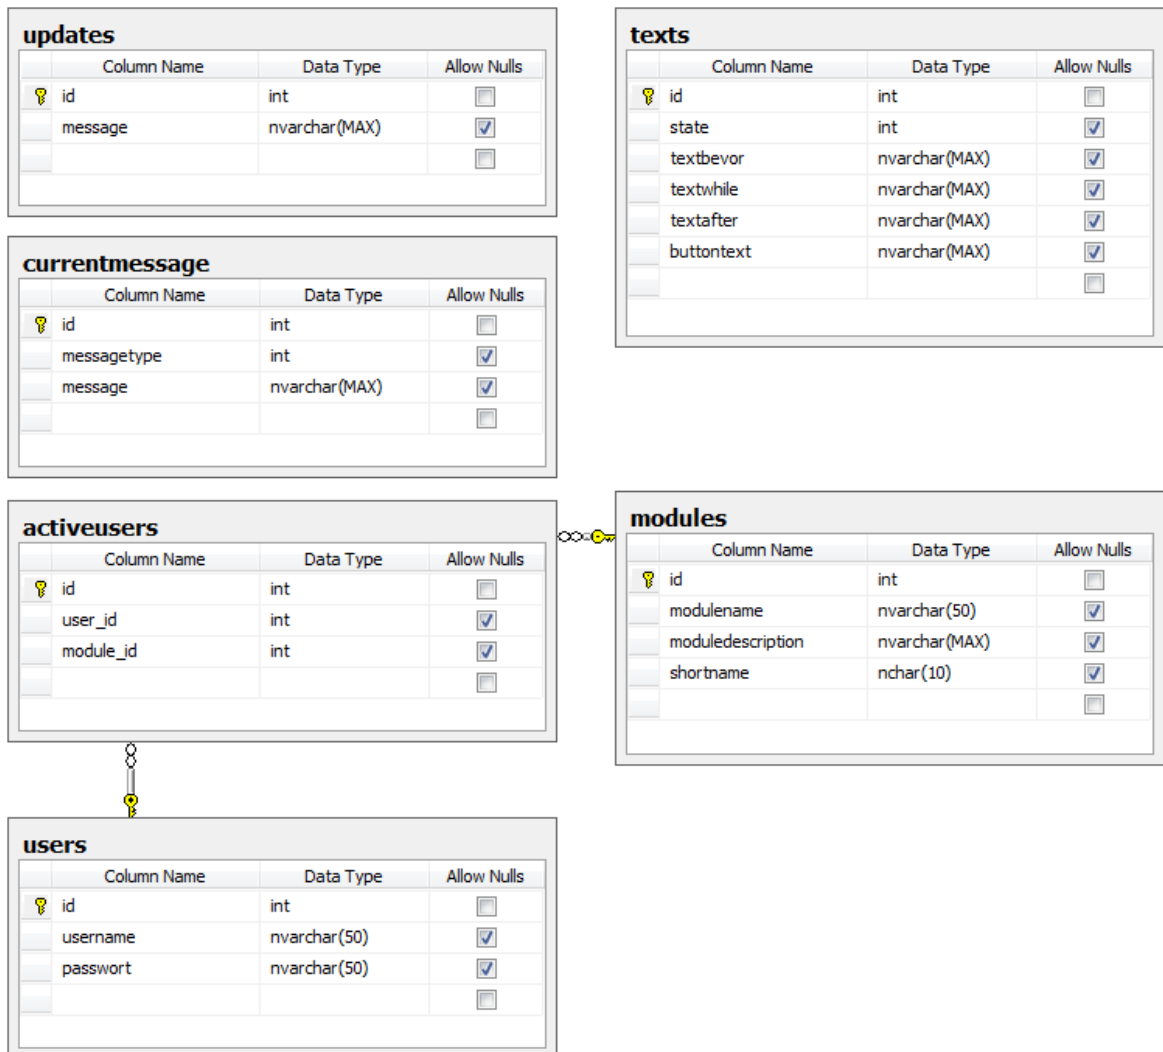 updates
Column Name Data Type Allow Nulls
id int
message nvarchar(MAX)
currentmessage
Column Name Data Type Allow Nulls
id int
messagetype int
message nvarchar(MAX)
activeusers
Column Name Data Type Allow Nulls
id int
user_id int
module_id int
users
Column Name Data Type Allow Nulls
id int
username nvarchar(50)
passwort nvarchar(50)
texts
Column Name Data Type Allow Nulls
id int
state int
textbevor nvarchar(MAX)
textwhile nvarchar(MAX)
textafter nvarchar(MAX)
buttontext nvarchar(MAX)
modules
Column Name Data Type Allow Nulls
id int
modulename nvarchar(50)
moduledescription nvarchar(MAX)
shortname nchar(10)